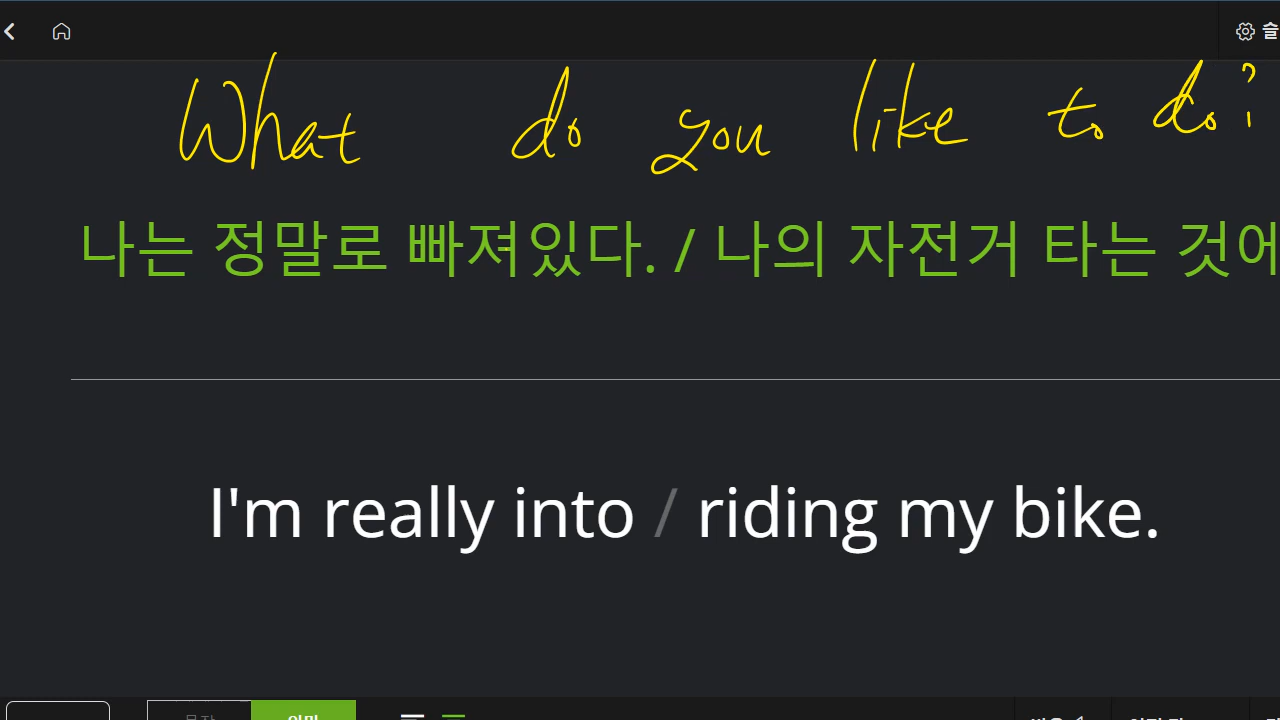 What do you like to do?
나는 정말로 빠져있다. / 나의 자전거 타는 것에
I'm really into / riding my bike.